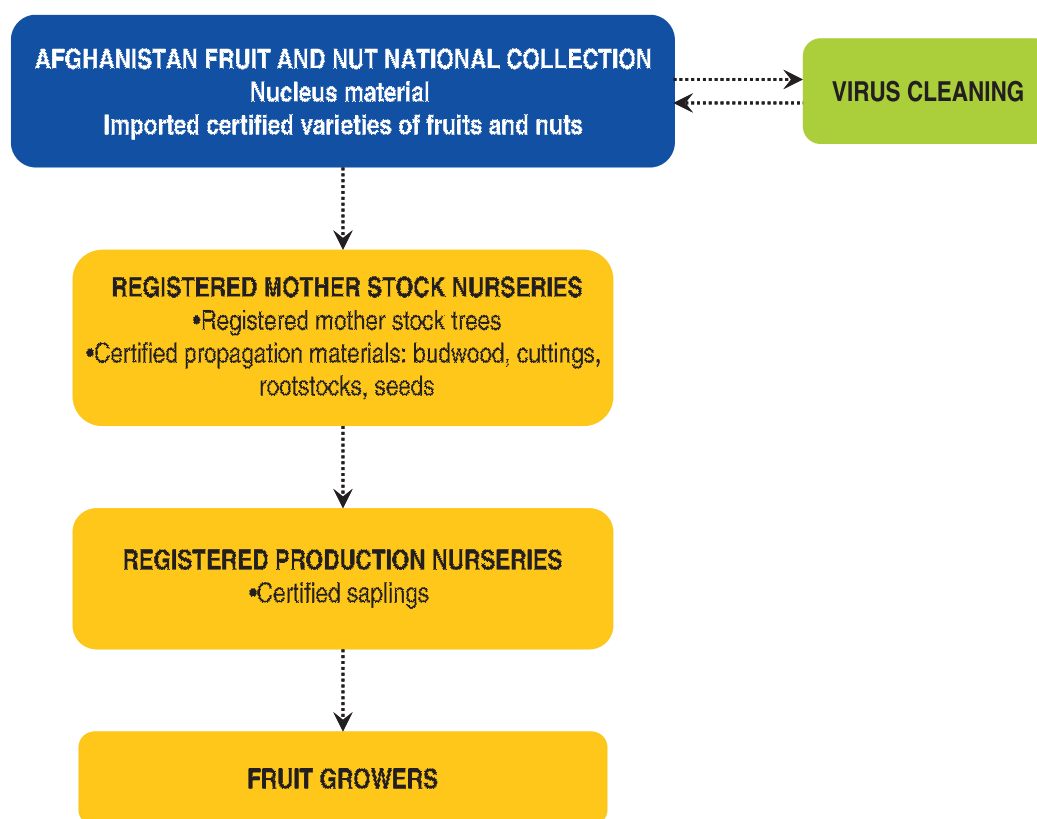 AFGHANISTAN FRUIT AND NUT NATIONAL COLLECTION
Nucleus material
Imported certified varieties of fruits and nuts
VIRUS CLEANING
REGISTERED MOTHER STOCK NURSERIES
•Registered mother stock trees
•Certified propagation materials: budwood, cuttings,
rootstocks, seeds
REGISTERED PRODUCTION NURSERIES
•Certified saplings
FRUIT GROWERS